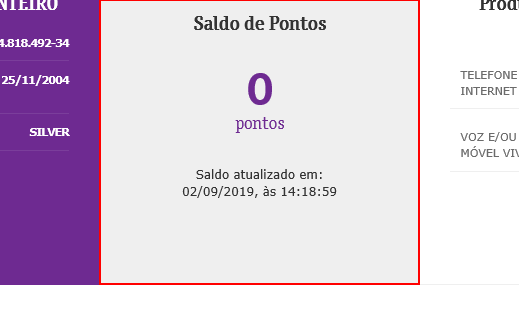 NTEIRO
4.818.492-34
25/11/2004
SILVER
Saldo de Pontos
0
pontos
Saldo atualizado em:
02/09/2019, às 14:18:59
Prod
TELEFONE
INTERNET
VOZ E/OU
MÓVEL VIV